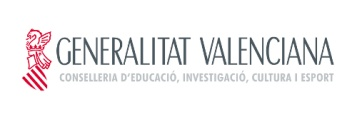 GENERALITAT VALENCIANA
CONSELLERIA D'EDUCACIÓ, INVESTIGACIÓ, CULTURA I ESPORT